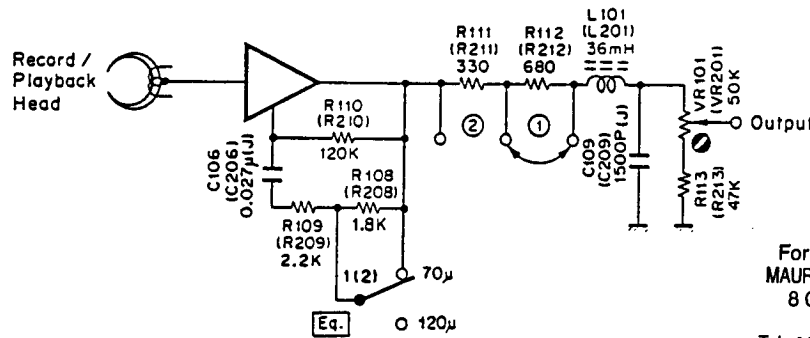 Record /
Playback
Head
R110
(R210)
120K
C106
(C206)
0.027μ(J)
R109
(R209)
2.2K
R108
(R208)
1.8K
1(2)
70μ
Eq.
120μ
R111
(R211)
330
②
R112
(R212)
680
①
L101
(L201)
36mH
C109
(C209)
1500P(J)
VR101
(VR201)
50K
Output
R113
(R213)
47K
For
MAUR
8 0